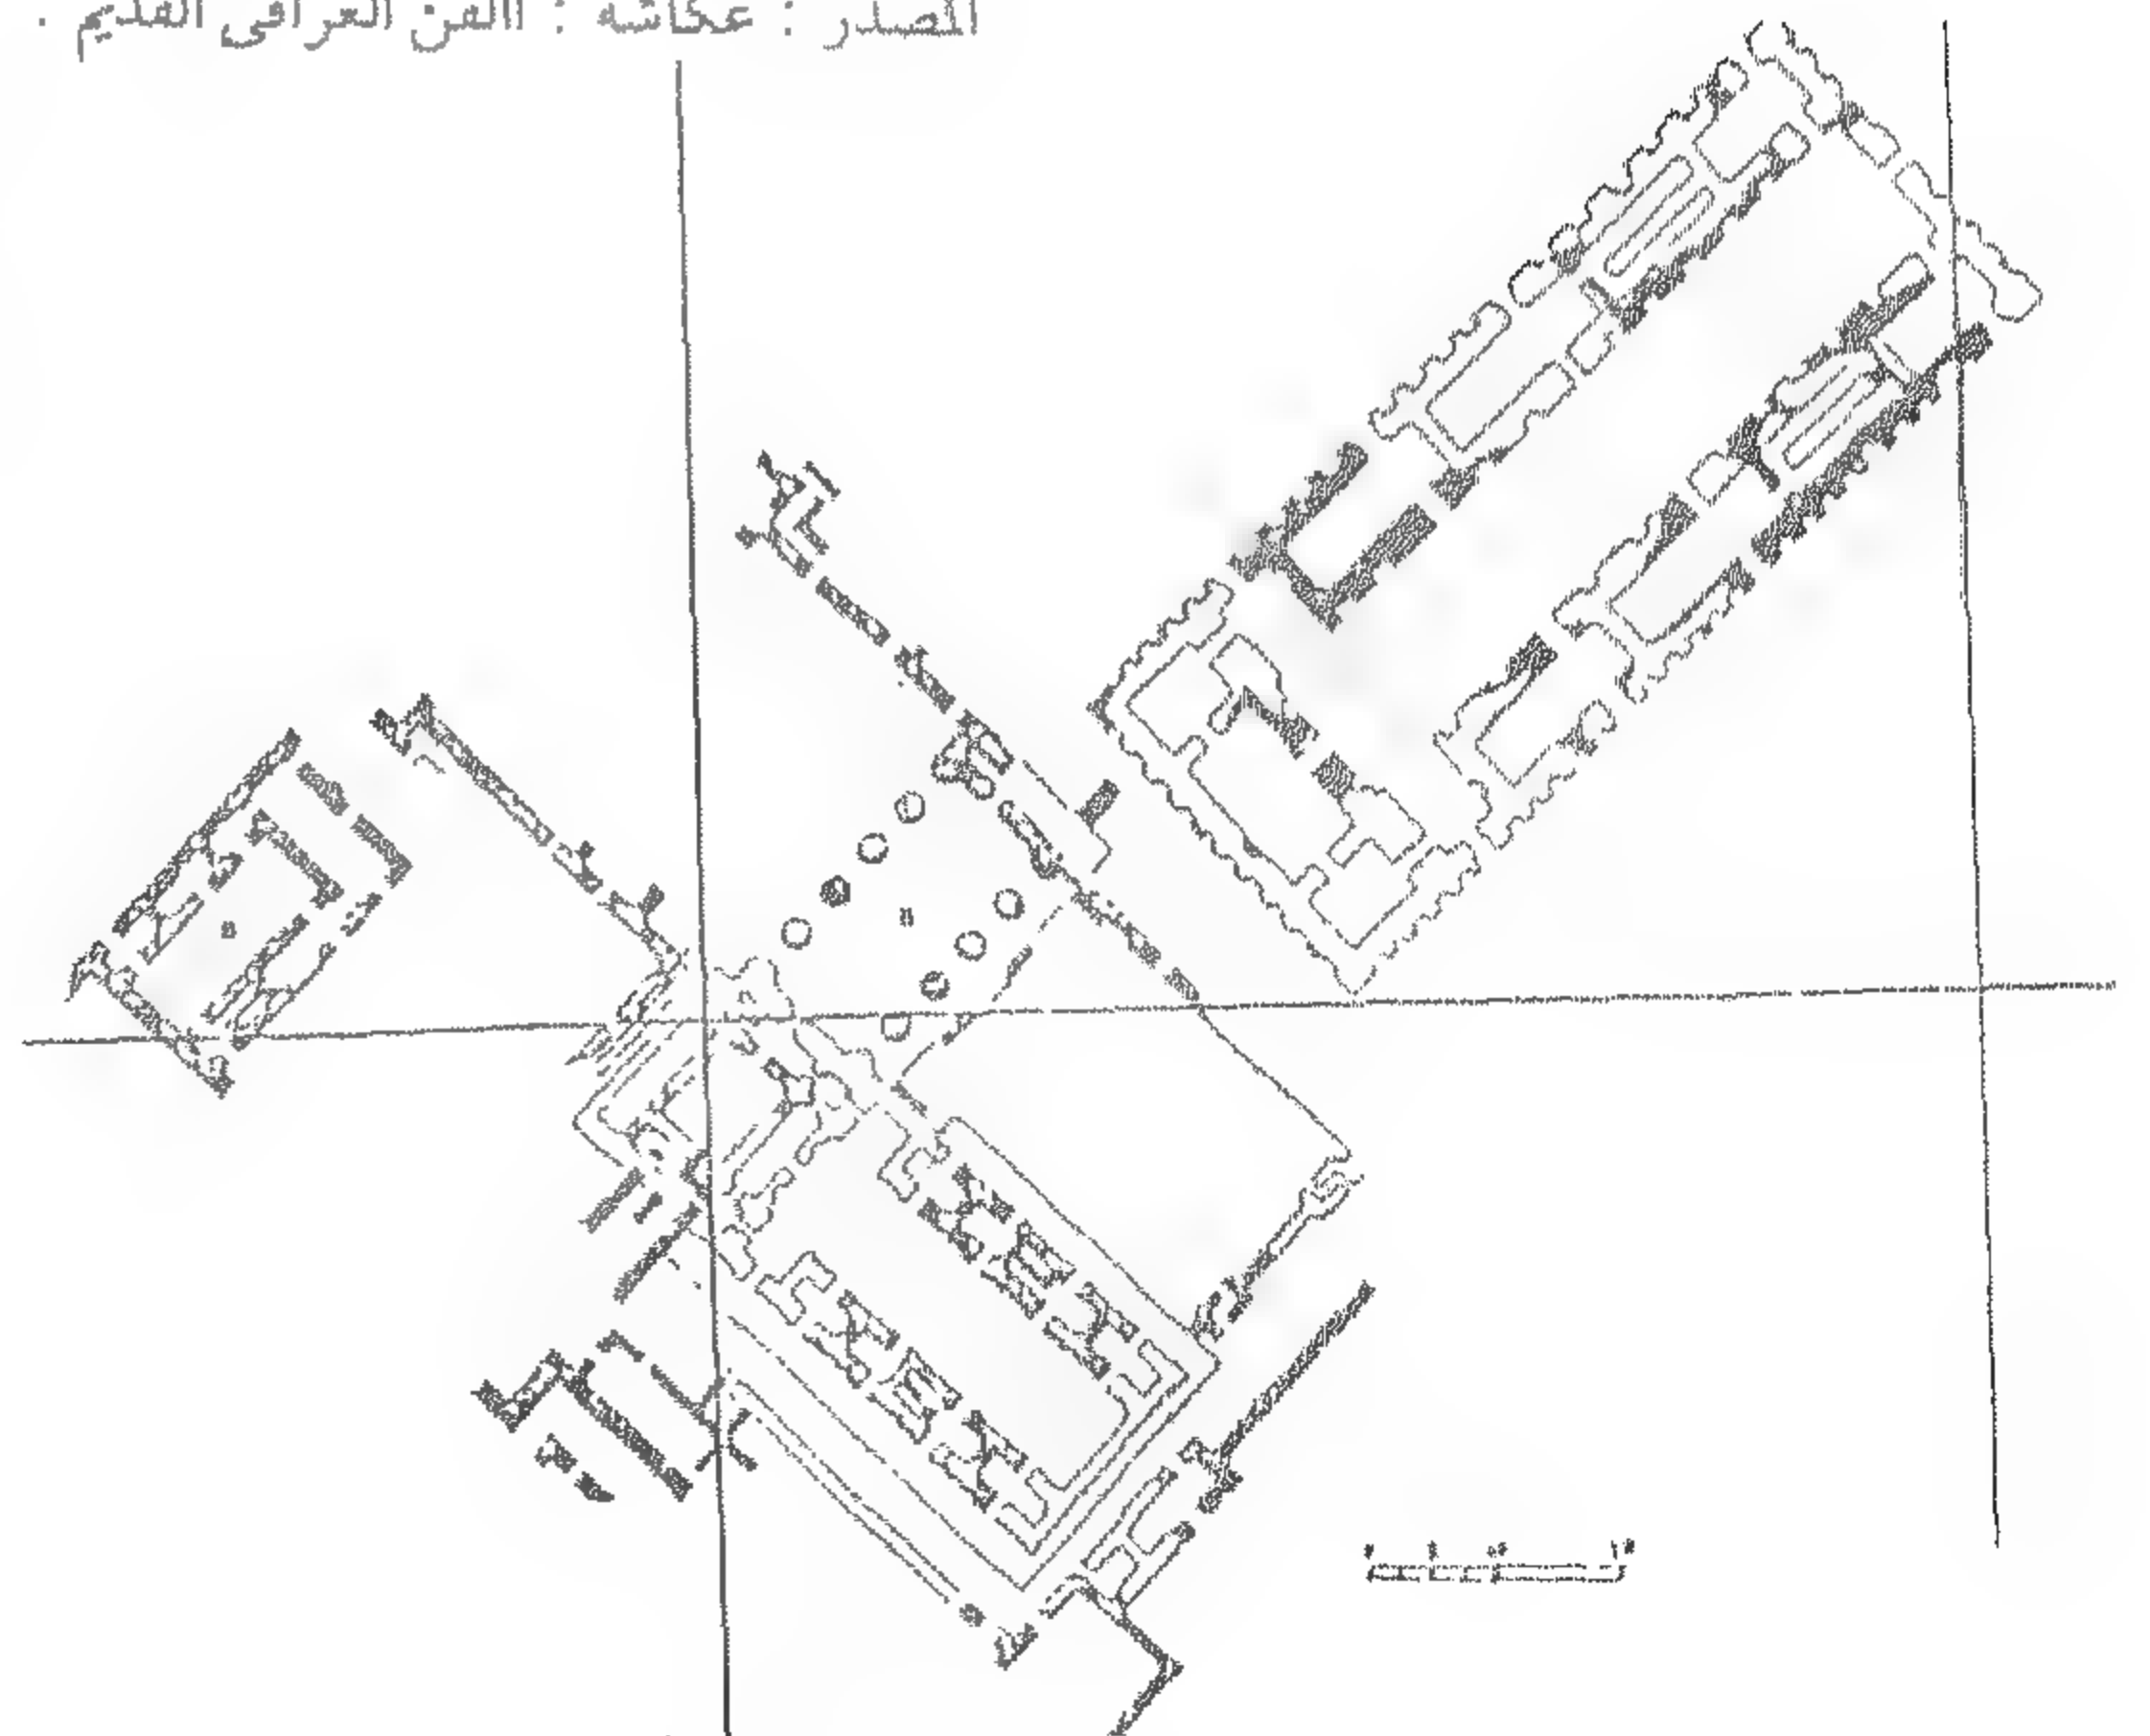 المصدر : عكاشه : الفن العراقى القديم .